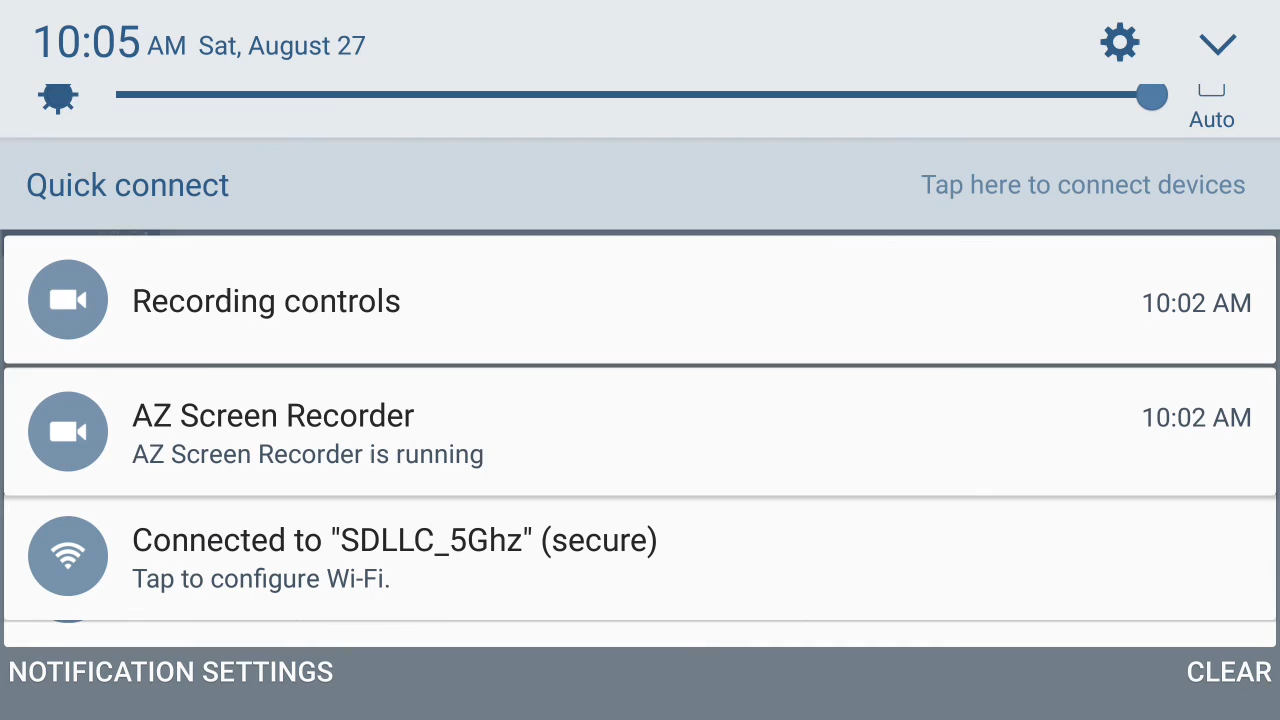 10:05 AM Sat, August 27
Auto
Quick connect
Tap here to connect devices
Recording controls
10:02 AM
AZ Screen Recorder
10:02 AM
AZ Screen Recorder is running
Connected to "SDLLC_5Ghz" (secure)
Tap to configure Wi-Fi.
NOTIFICATION SETTINGS
CLEAR